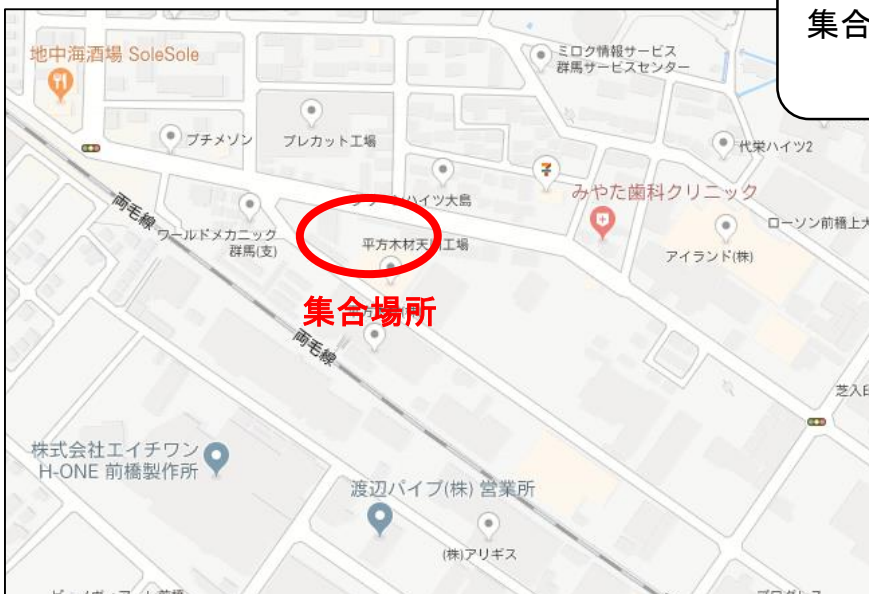 集合
地中海酒場 SoleSole
ミロク情報サービス
群馬サービスセンター
プチメゾン
プレカット工場
代栄ハイツ2
ハイツ大島
みやた歯科クリニック
両毛線
ワールドメカニック
群馬(支)
平方木材天
工場
ローソン前橋上大
アイランド(株)
集合場所
両毛線
芝入
株式会社エイチワン
H-ONE 前橋製作所
渡辺パイプ(株) 営業所
(株)アリギス